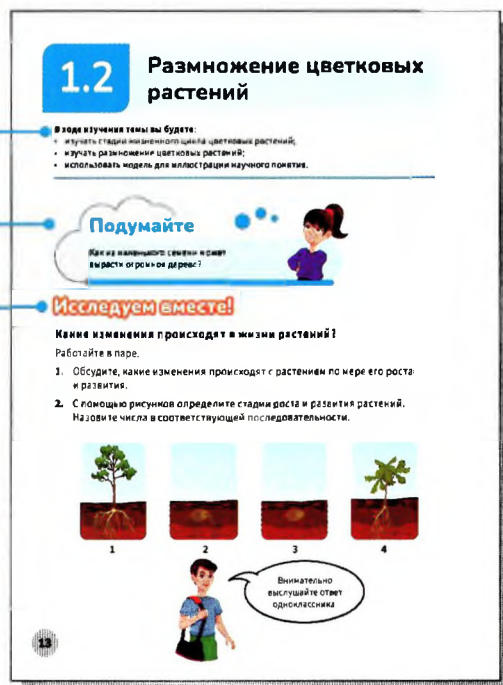 1.2
Размножение цветковых
растений
В ходе изучения темы вы будете:
• изучать стадии жизненного цикла цветковых растений;
• изучать размножение цветковых растений;
• использовать модель для иллюстрации научного понятия.
Подумайте
Как из маленького семени может
вырасти огромное дерево?
Исследуем вместе!
Какие изменения происходят в жизни растений?
Работайте в паре.
1. Обсудите, какие изменения происходят с растением по мере его роста
и развития.
2. С помощью рисунков определите стадии роста и развития растений.
Назовите числа в соответствующей последовательности.
1 2 3 4
Внимательно
выслушайте ответ
одноклассника
13